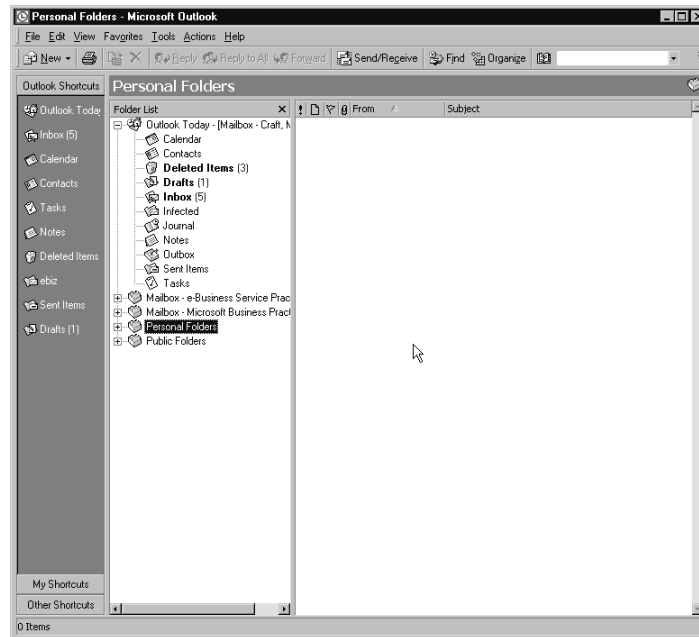 Personal Folders - Microsoft Outlook
File Edit View Favorites Tools Actions Help
New Reply Reply to All Forward Send/Receive Find Organize
Outlook Shortcuts
Personal Folders
Outlook Today
Inbox (5)
Calendar
Contacts
Tasks
Notes
Deleted Items
ebiz
Sent Items
Drafts (1)
My Shortcuts
Other Shortcuts
Folder List
Outlook Today - [Mailbox - Craft,
Calendar
Contacts
Deleted Items (3)
Drafts (1)
Inbox (5)
Infected
Journal
Notes
Outbox
Sent Items
Tasks
Mailbox - e-Business Service Prac
Mailbox - Microsoft Business Pract
Personal Folders
Public Folders
! From Subject
0 Items